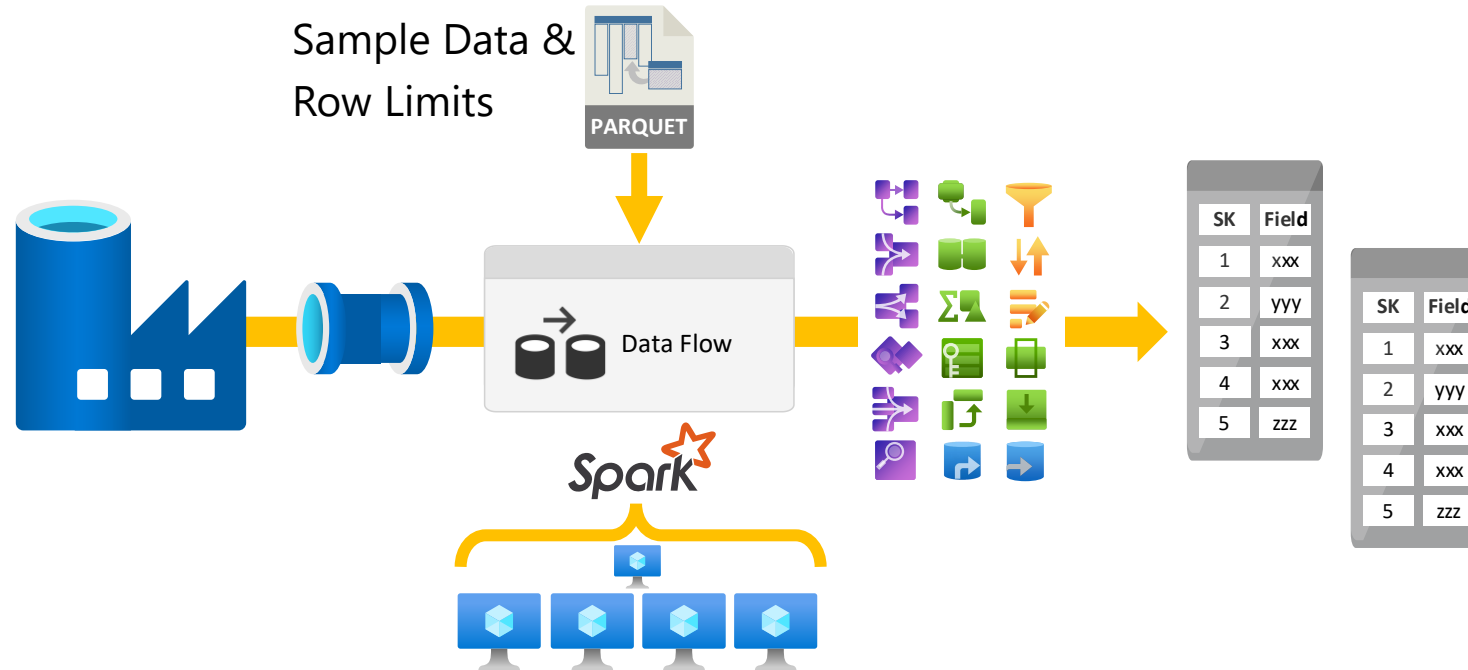 Sample Data &
Row Limits
PARQUET
Data Flow
Spark
SK Field
1 xxx
2 yyy
3 xxx
4 xxx
5 zzz
SK Field
1 xxx
2 yyy
3 xxx
4 xxx
5 zzz